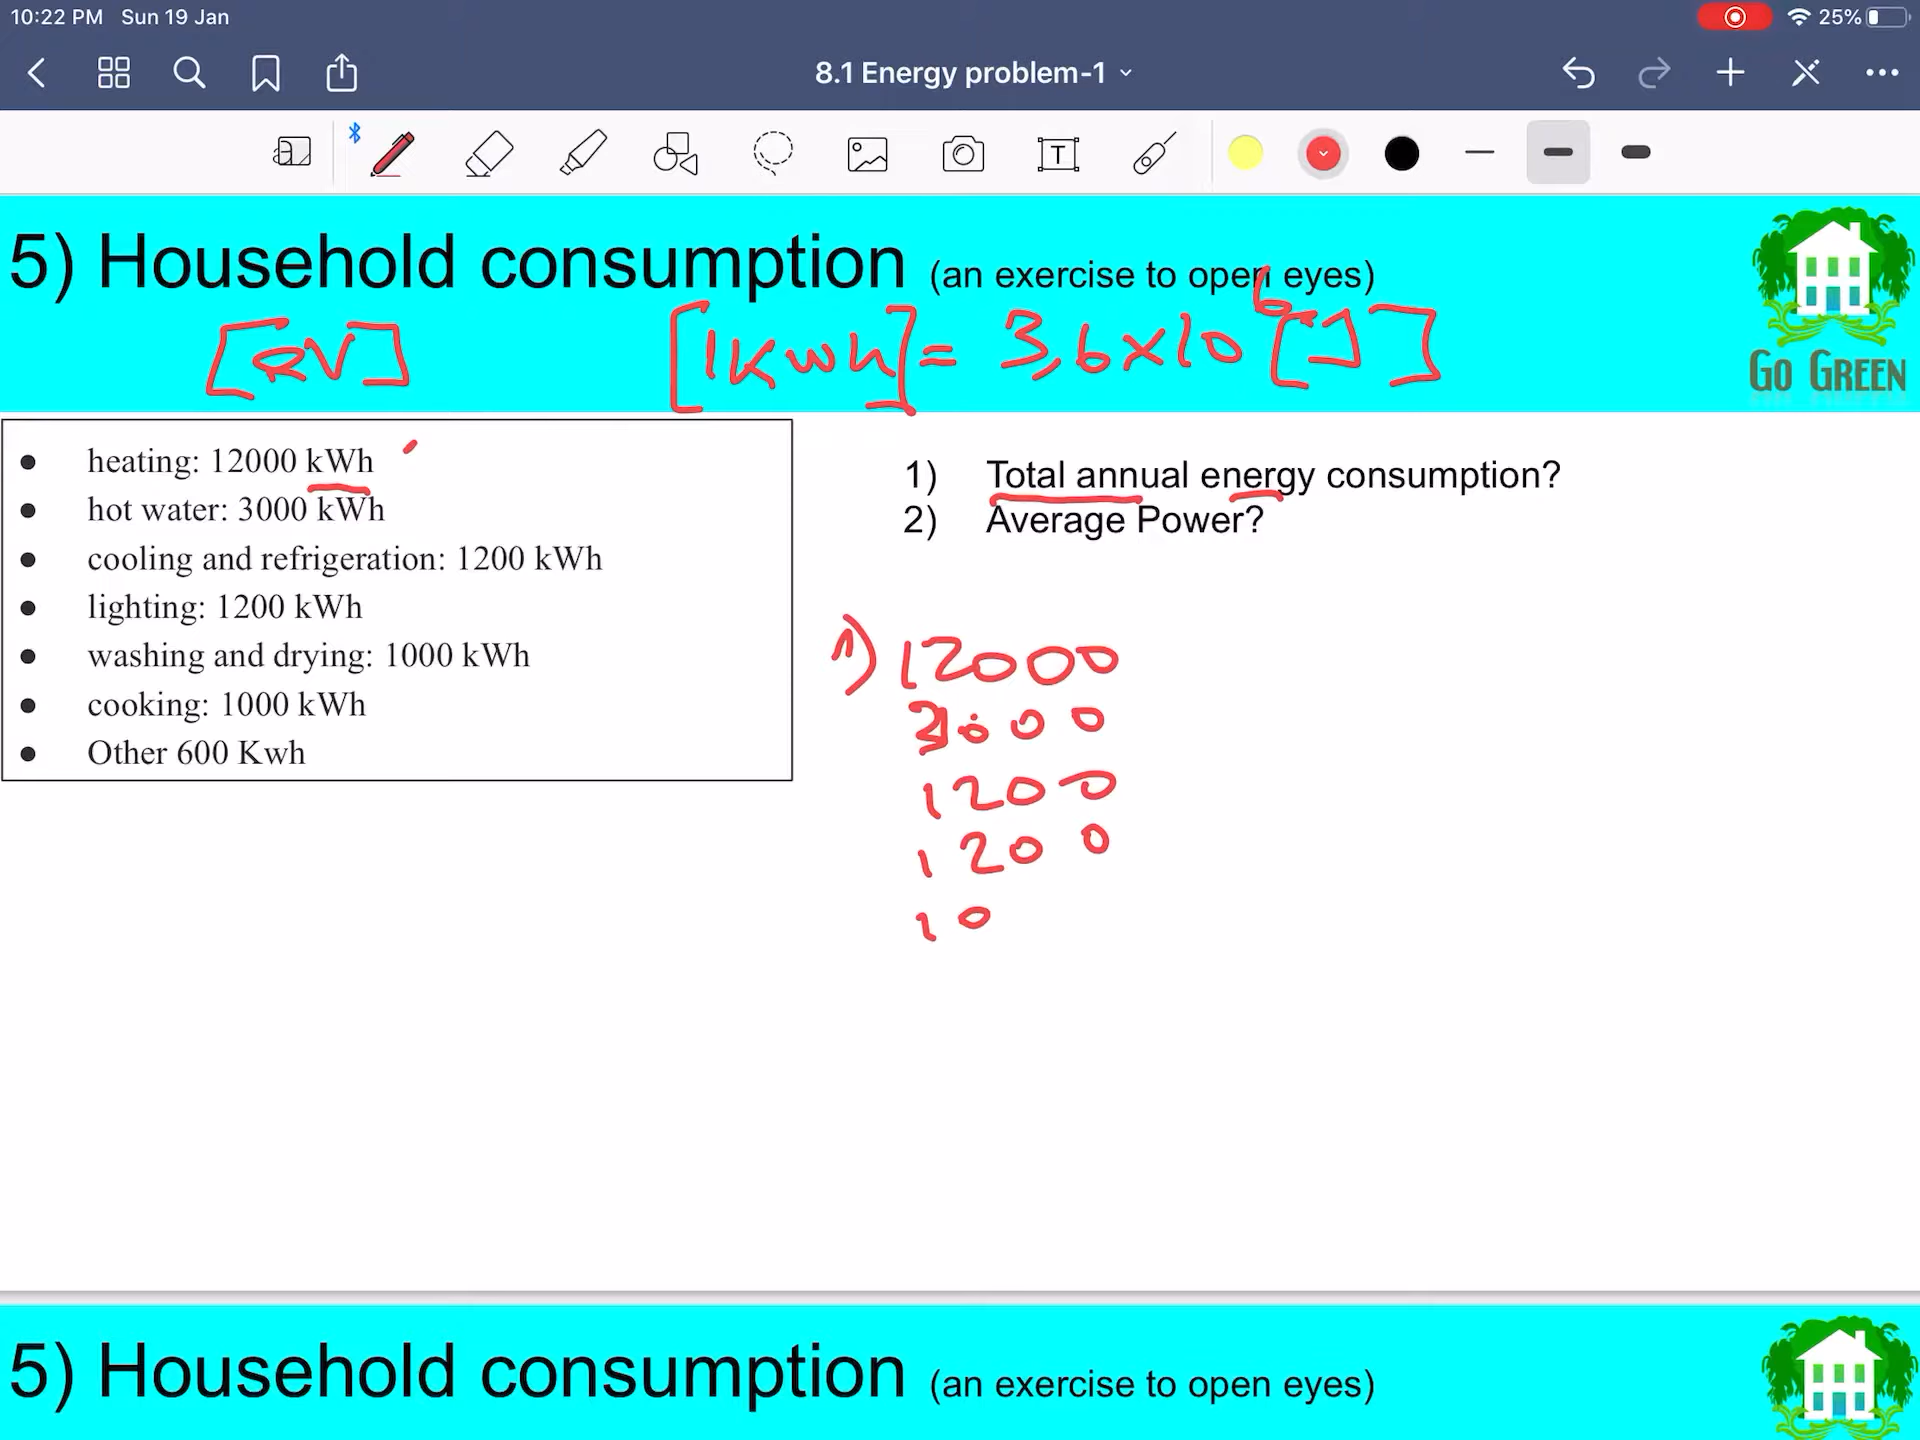 10:22 PM Sun 19 Jan
25%
8.1 Energy problem-1
T
5) Household consumption (an exercise to open eyes)
[RV] [1kwh] = 3,6×10^6 [J]
GO GREEN
• heating: 12000 kWh
• hot water: 3000 kWh
• cooling and refrigeration: 1200 kWh
• lighting: 1200 kWh
• washing and drying: 1000 kWh
• cooking: 1000 kWh
• Other 600 Kwh
1) Total annual energy consumption?
2) Average Power?
1) 12000
3000
1200
1200
10
5) Household consumption (an exercise to open eyes)